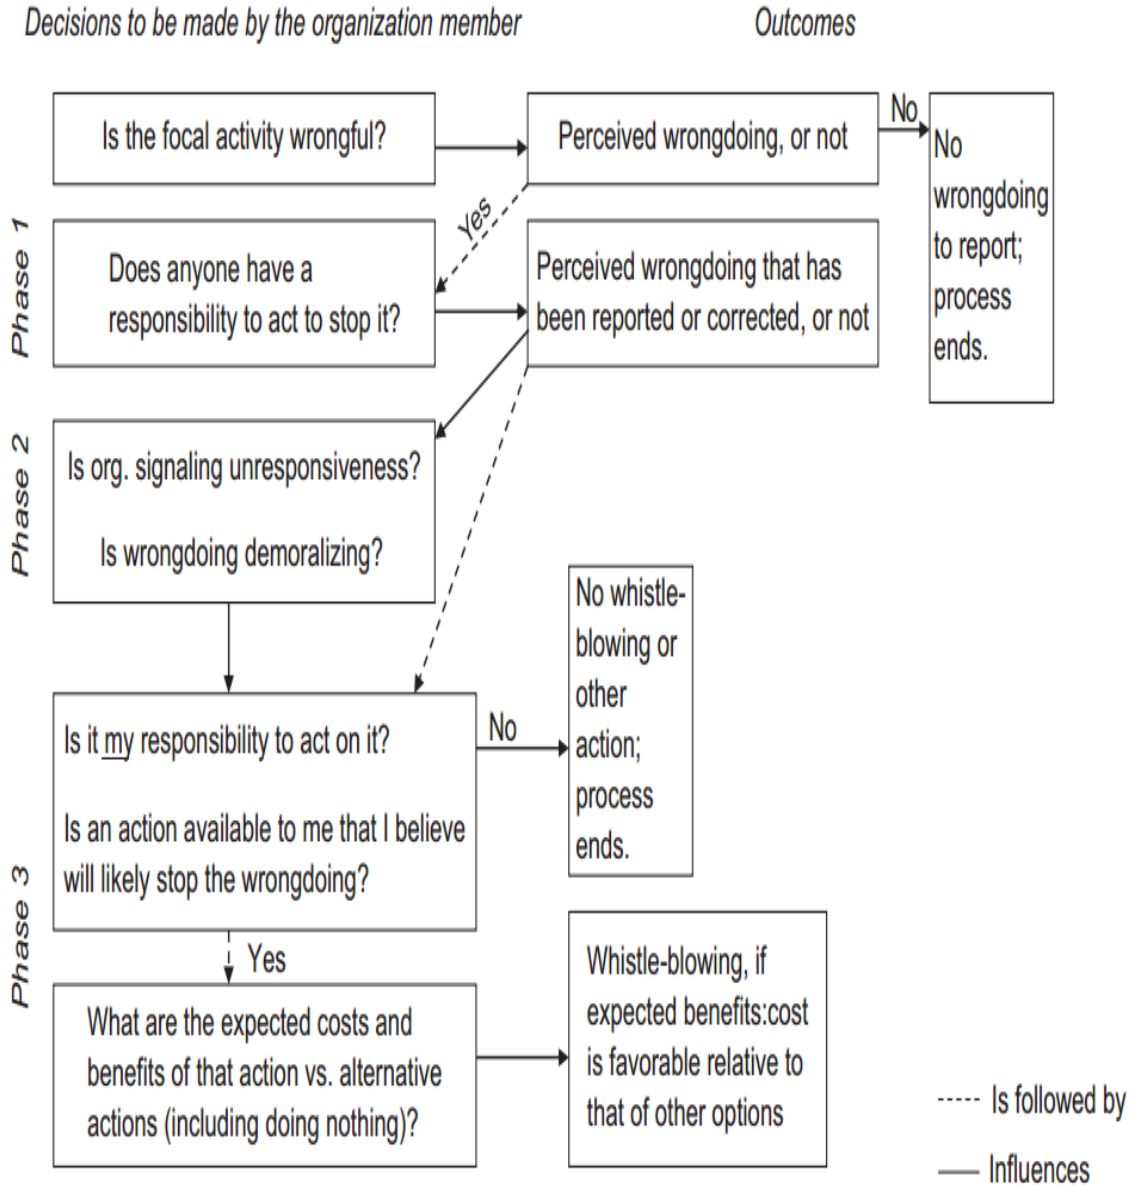 Decisions to be made by the organization member
Outcomes
Is the focal activity wrongful?
Perceived wrongdoing, or not
No
No
wrongdoing
to report;
process
ends.
Yes
Phase 1
Does anyone have a
responsibility to act to stop it?
Perceived wrongdoing that has
been reported or corrected, or not
Phase 2
Is org. signaling unresponsiveness?
Is wrongdoing demoralizing?
Phase 3
Is it my responsibility to act on it?
Is an action available to me that I believe
will likely stop the wrongdoing?
No
No whistle-
blowing or
other
action;
process
ends.
Yes
What are the expected costs and
benefits of that action vs. alternative
actions (including doing nothing)?
Whistle-blowing, if
expected benefits:cost
is favorable relative to
that of other options
Is followed by
Influences